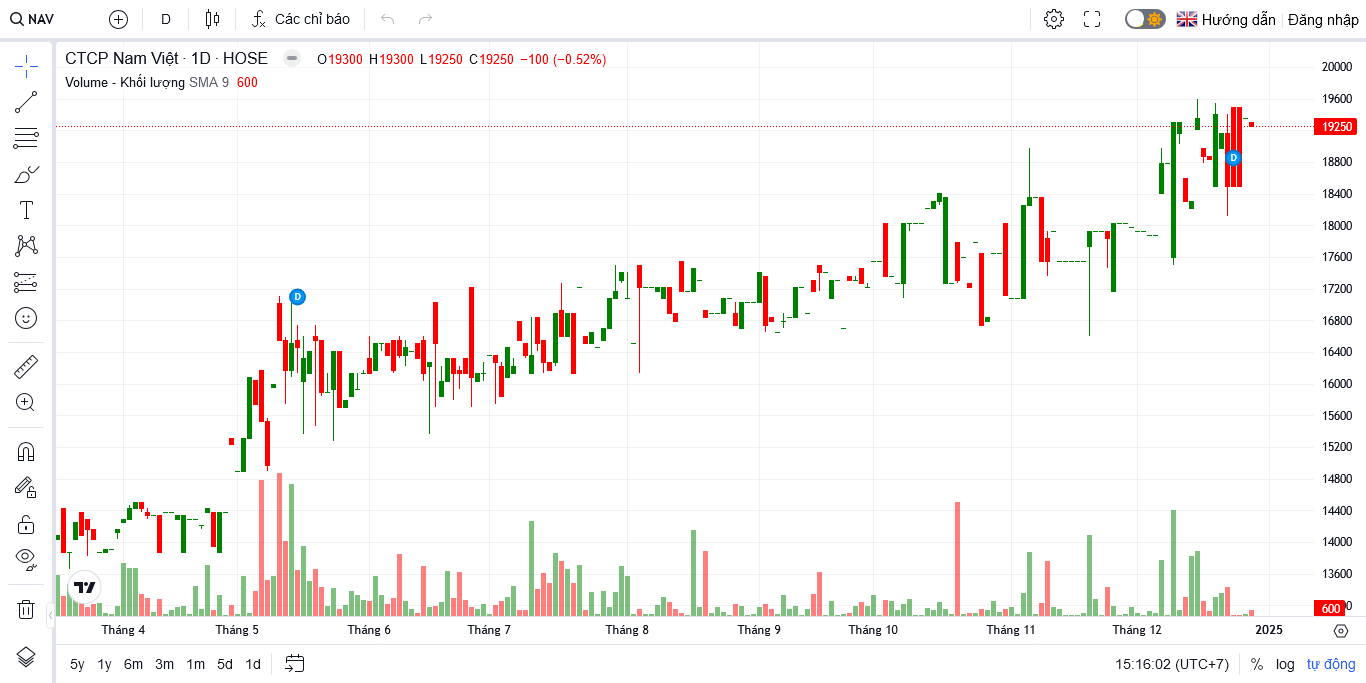 NAV D Các chỉ báo Hướng dẫn Đăng nhập
CTCP Nam Việt · 1D · HOSE O19300 H19300 L19250 C19250 −100 (−0.52%)
Volume - Khối lượng SMA 9 600
20000
19600
19250
18800
D
18400
18000
17600
17200
D
16800
16400
16000
15600
15200
14800
14400
14000
13600
600
Tháng 4 Tháng 5 Tháng 6 Tháng 7 Tháng 8 Tháng 9 Tháng 10 Tháng 11 Tháng 12 2025
5y 1y 6m 3m 1m 5d 1d 15:16:02 (UTC+7) % log tự động